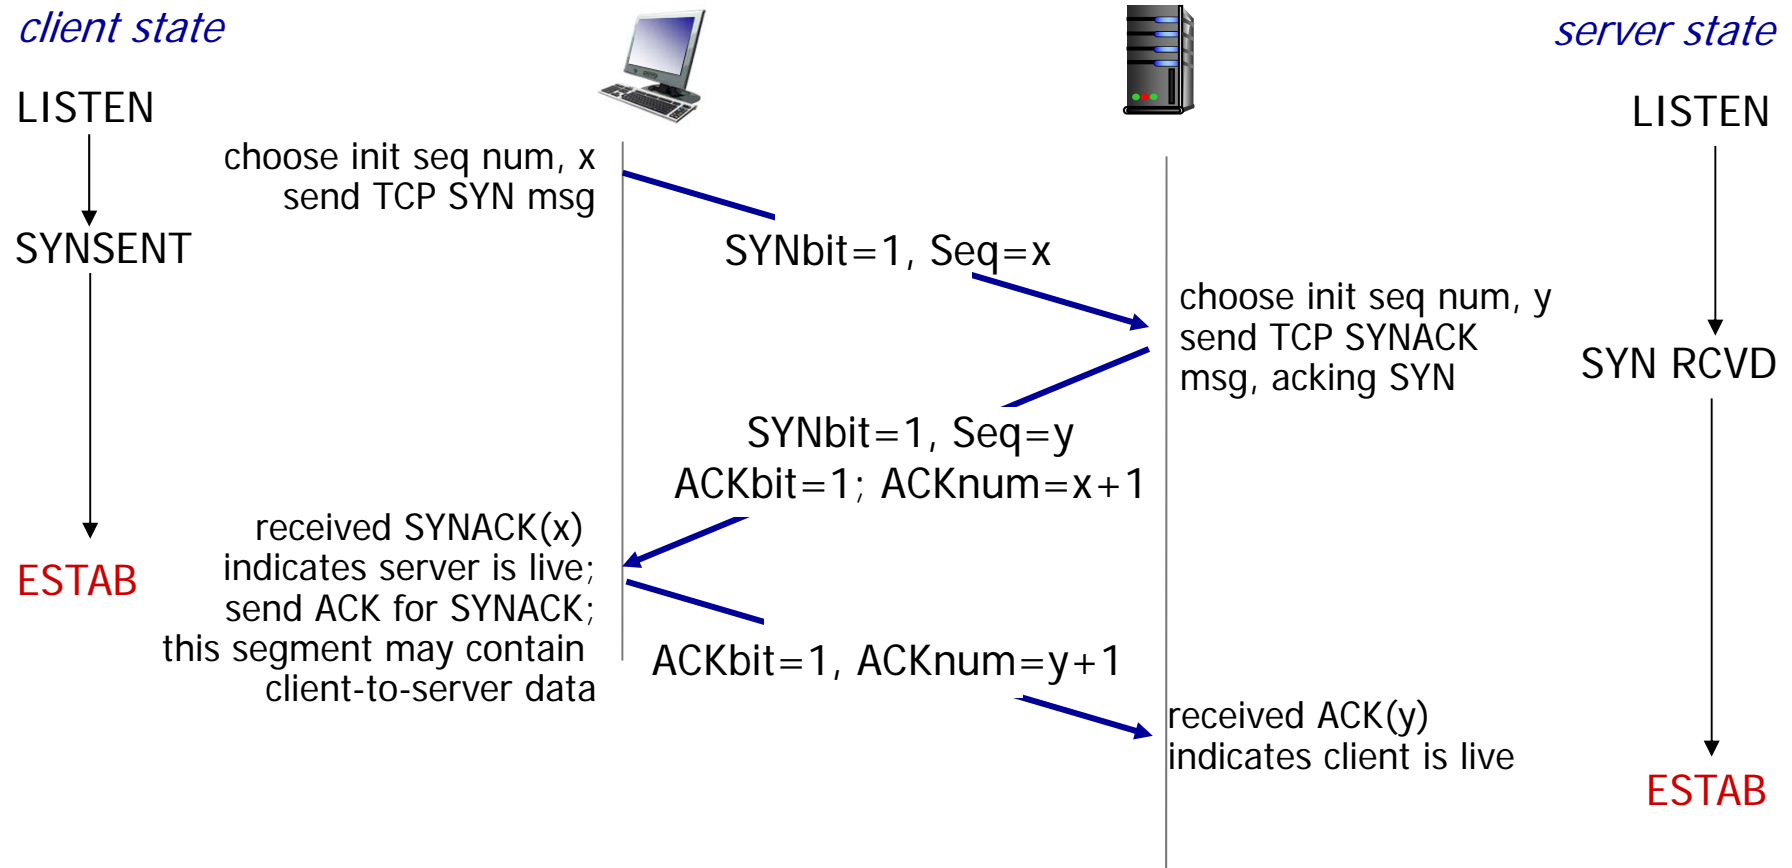 client state
server state
LISTEN
LISTEN
choose init seq num, x
send TCP SYN msg
SYNSENT
SYNbit=1, Seq=x
choose init seq num, y
send TCP SYNACK
msg, acking SYN
SYN RCVD
SYNbit=1, Seq=y
ACKbit=1; ACKnum=x+1
received SYNACK(x)
indicates server is live;
send ACK for SYNACK;
this segment may contain
client-to-server data
ESTAB
ACKbit=1, ACKnum=y+1
received ACK(y)
indicates client is live
ESTAB